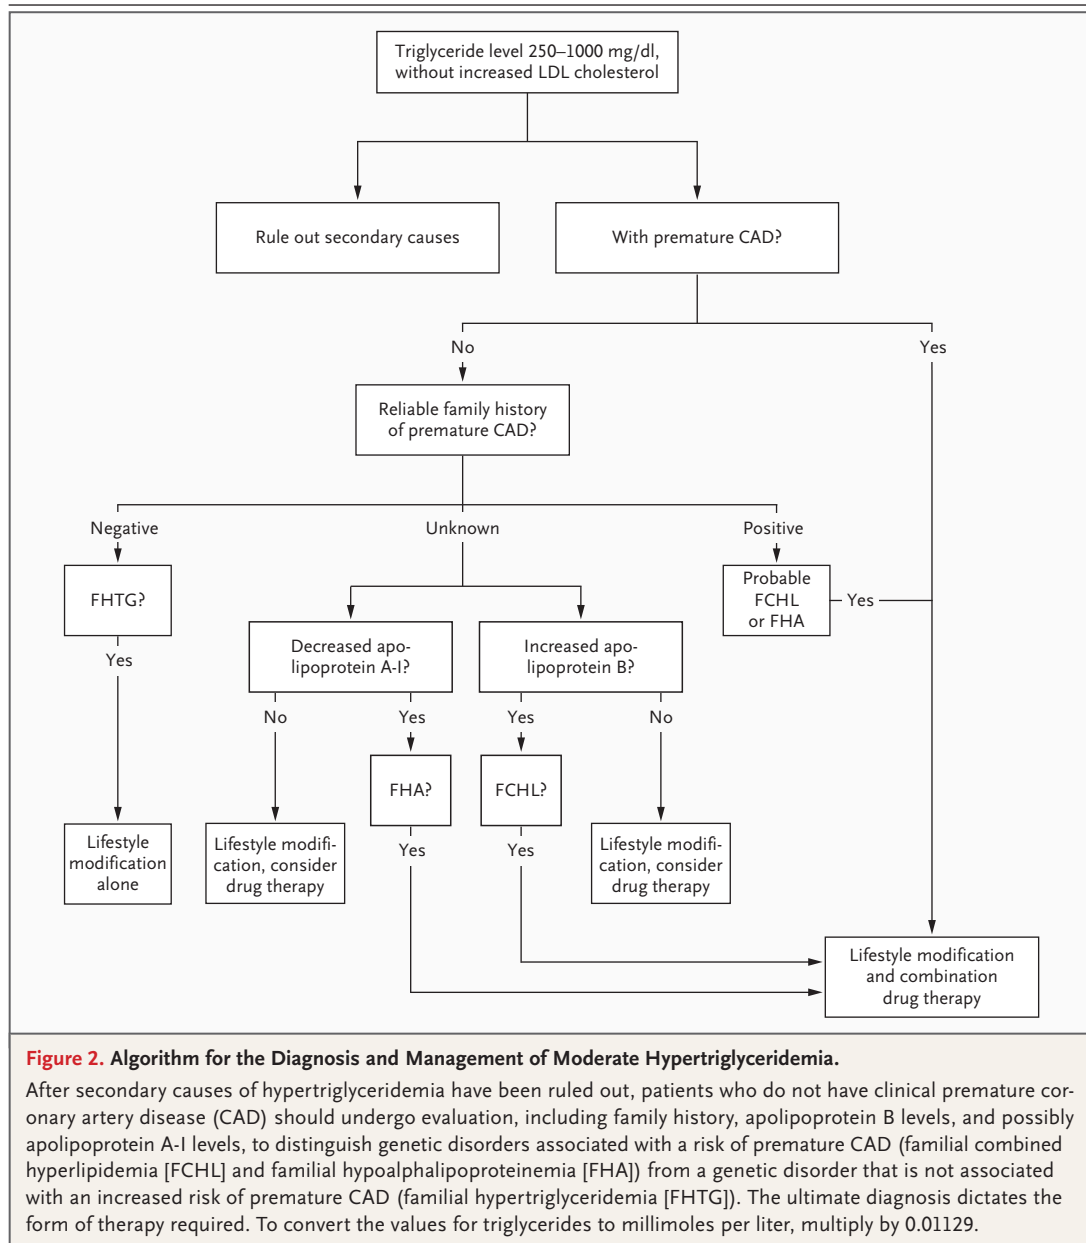 Triglyceride level 250–1000 mg/dl,
without increased LDL cholesterol
Rule out secondary causes
With premature CAD?
No
Yes
Reliable family history
of premature CAD?
Negative
Unknown
Positive
FHTG?
Probable
FCHL
or FHA
Yes
Yes
Decreased apo-
lipoprotein A-I?
Increased apo-
lipoprotein B?
No
Yes
Yes
No
FHA?
FCHL?
Lifestyle
modification
alone
Lifestyle modifi-
cation, consider
drug therapy
Yes
Yes
Lifestyle modifi-
cation, consider
drug therapy
Lifestyle modification
and combination
drug therapy
Figure 2. Algorithm for the Diagnosis and Management of Moderate Hypertriglyceridemia.
After secondary causes of hypertriglyceridemia have been ruled out, patients who do not have clinical premature cor-
onary artery disease (CAD) should undergo evaluation, including family history, apolipoprotein B levels, and possibly
apolipoprotein A-I levels, to distinguish genetic disorders associated with a risk of premature CAD (familial combined
hyperlipidemia [FCHL] and familial hypoalphalipoproteinemia [FHA]) from a genetic disorder that is not associated
with an increased risk of premature CAD (familial hypertriglyceridemia [FHTG]). The ultimate diagnosis dictates the
form of therapy required. To convert the values for triglycerides to millimoles per liter, multiply by 0.01129.